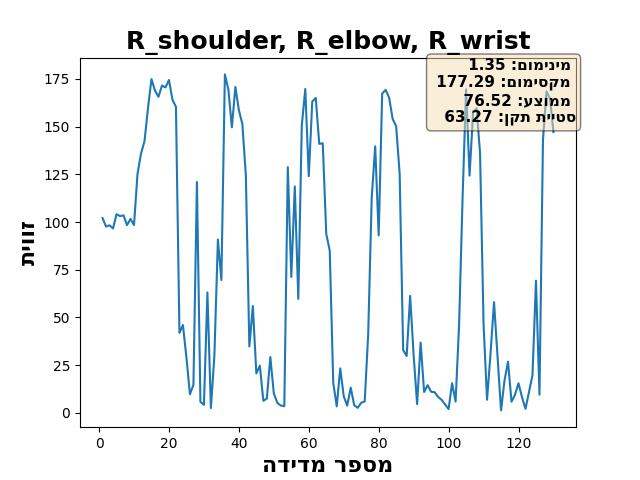 R_shoulder, R_elbow, R_wrist
מינימום: 1.35
מקסימום: 177.29
ממוצע: 76.52
סטיית תקן: 63.27
175
150
125
100
75
50
25
0
זווית
0 20 40 60 80 100 120
מספר מדידה